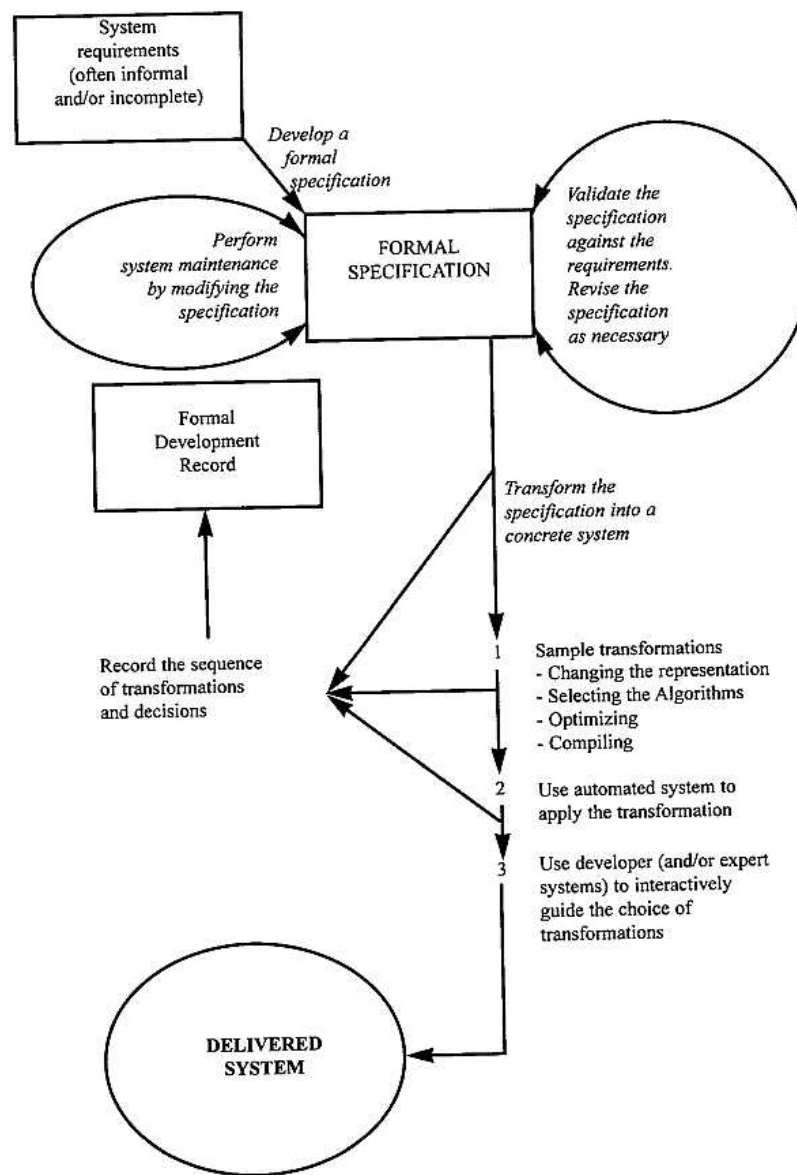 System
requirements
(often informal
and/or incomplete)
Develop a
formal
specification
Perform
system maintenance
by modifying the
specification
FORMAL
SPECIFICATION
Validate the
specification
against the
requirements.
Revise the
specification
as necessary
Formal
Development
Record
Transform the
specification into a
concrete system
Record the sequence
of transformations
and decisions
1
Sample transformations
- Changing the representation
- Selecting the Algorithms
- Optimizing
- Compiling
2
Use automated system to
apply the transformation
3
Use developer (and/or expert
systems) to interactively
guide the choice of
transformations
DELIVERED
SYSTEM